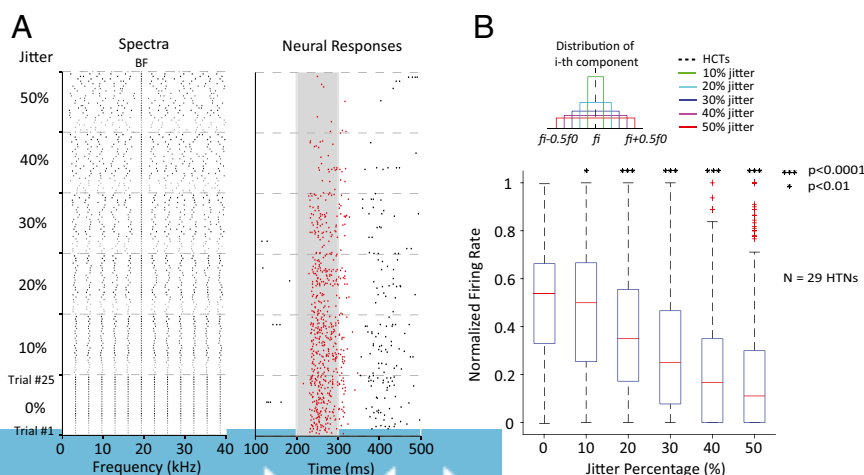 A
Jitter
Spectra
BF
Neural Responses
50%
40%
30%
20%
10%
Trial #25
0%
Trial #1
0 10 20 30 40
Frequency (kHz)
100 200 300 400 500
Time (ms)
B
Distribution of
i-th component
fi-0.5f0 fi fi+0.5f0
HCTs
10% jitter
20% jitter
30% jitter
40% jitter
50% jitter
+ +++ +++ +++ +++
+++ p<0.0001
+ p<0.01
N = 29 HTNs
Normalized Firing Rate
1
0.8
0.6
0.4
0.2
0
0 10 20 30 40 50
Jitter Percentage (%)